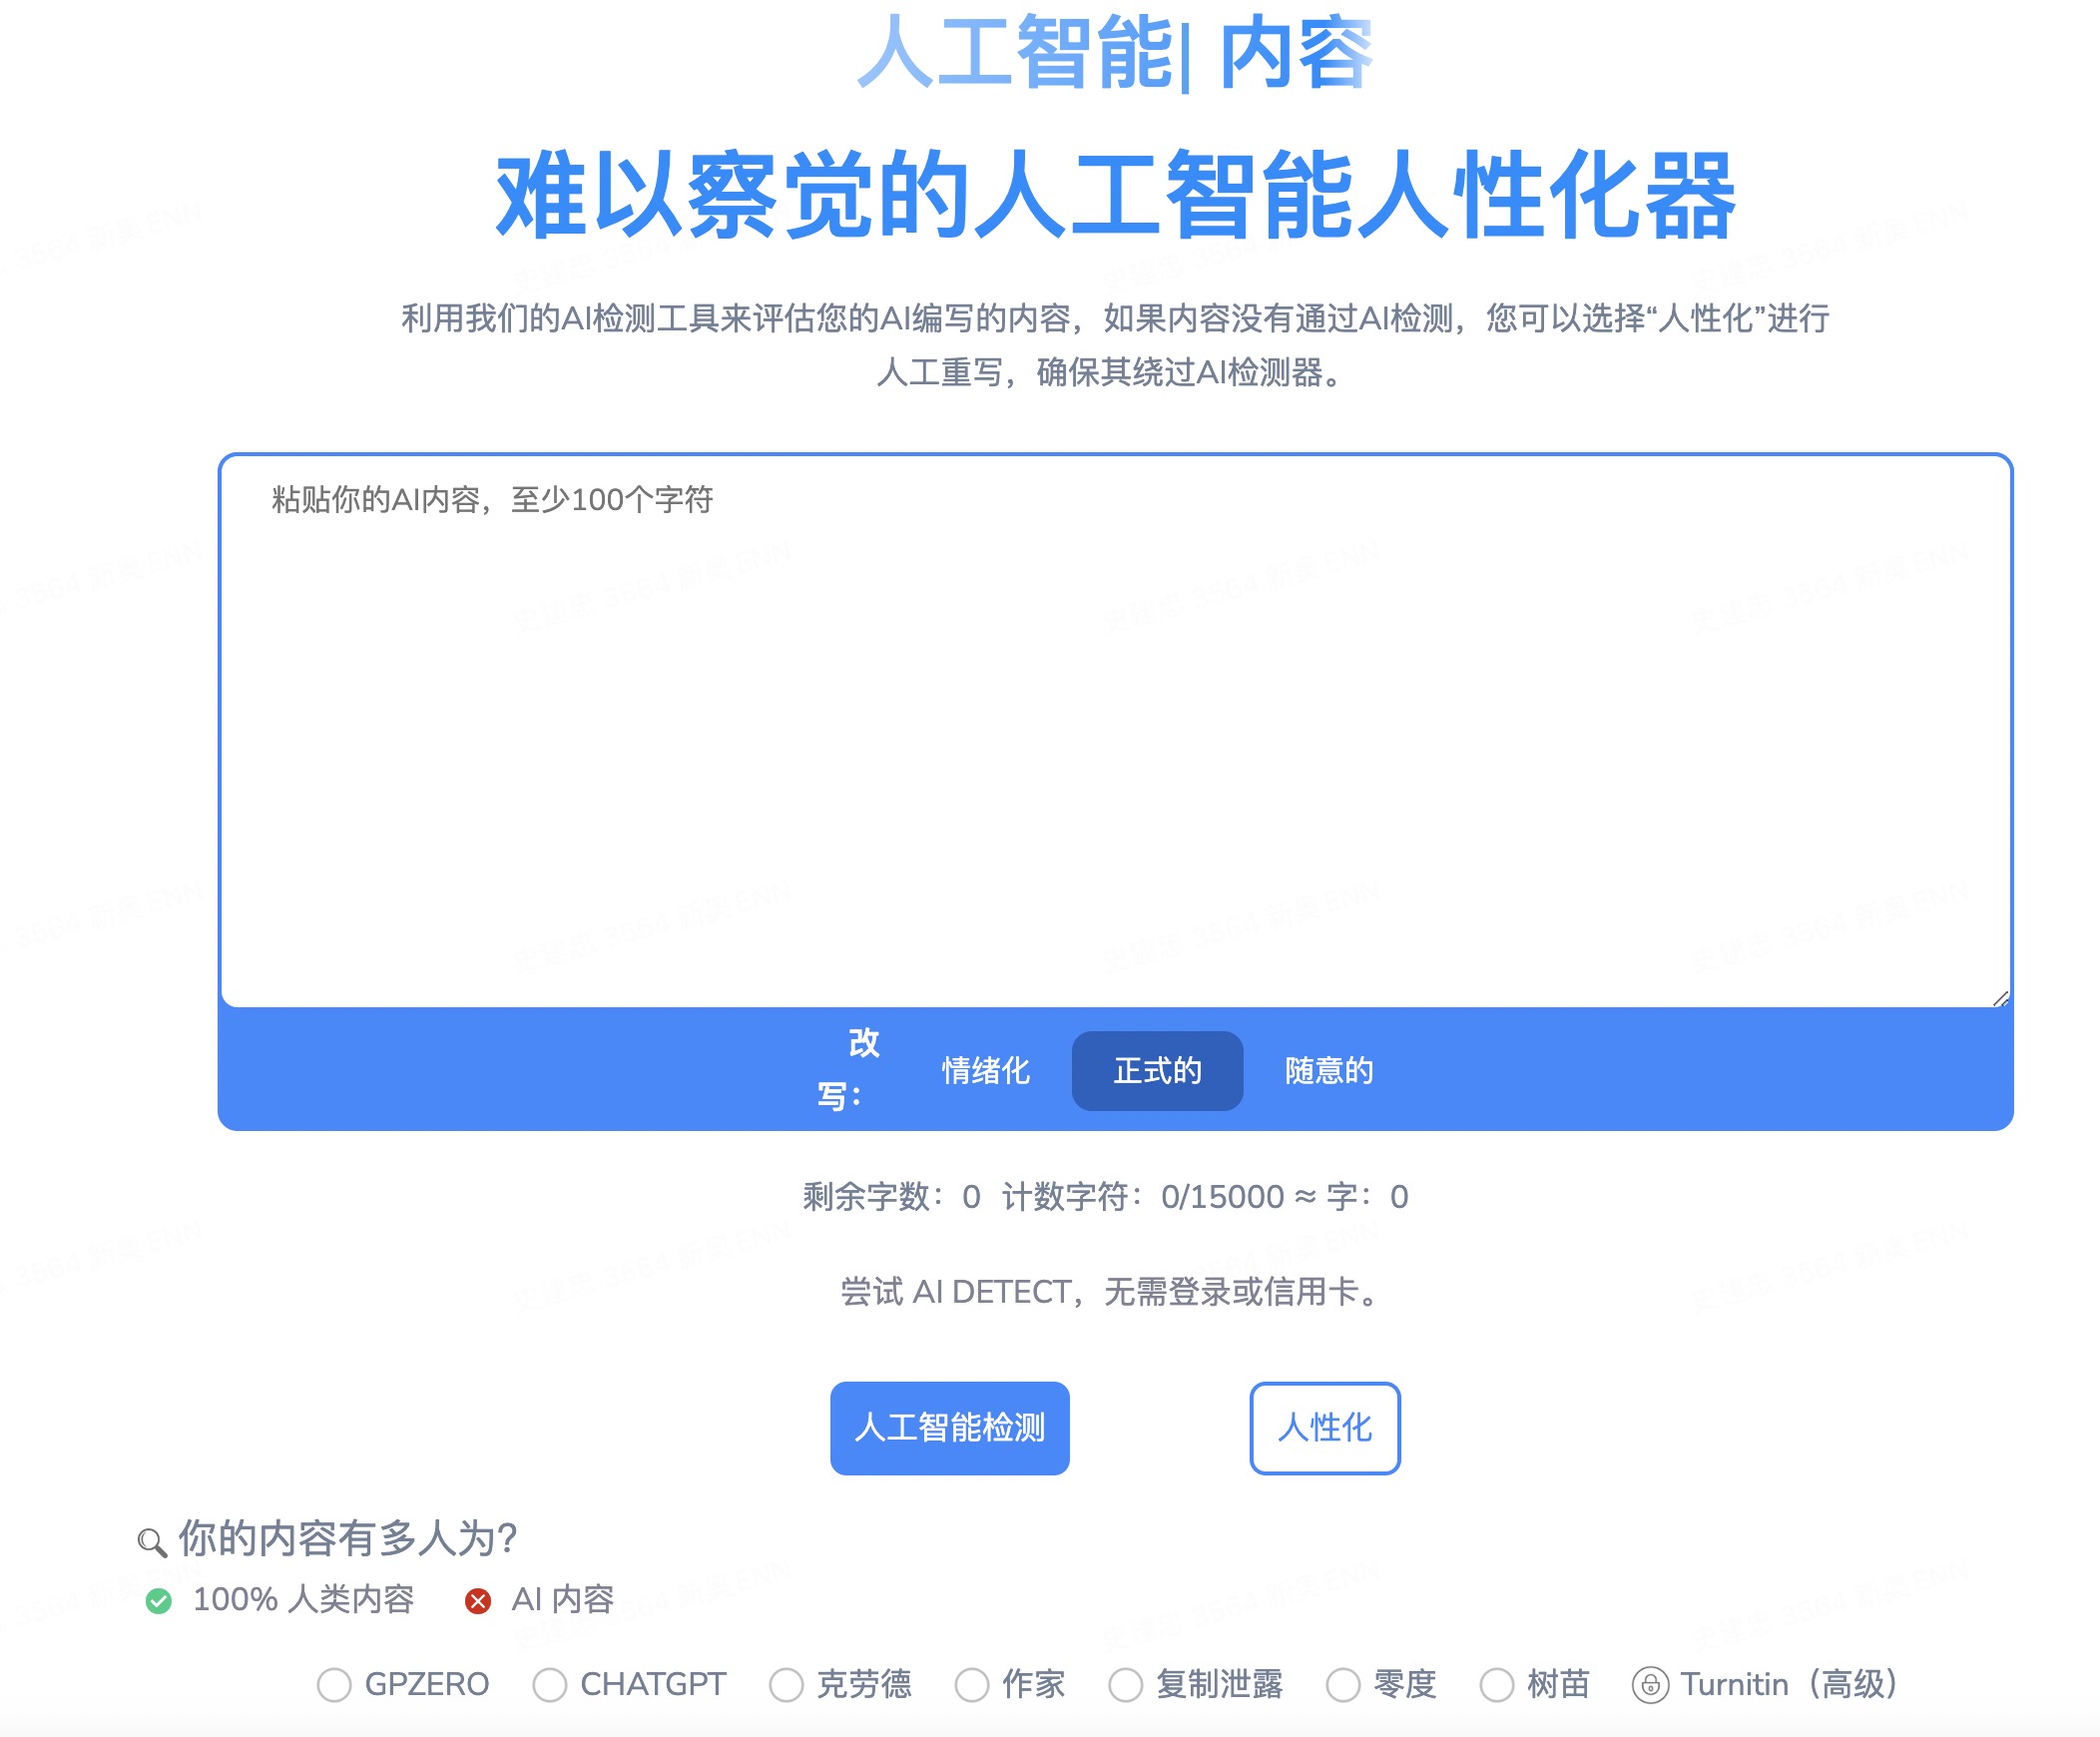 人工智能| 内容
难以察觉的人工智能人性化器
利用我们的AI检测工具来评估您的AI编写的内容，如果内容没有通过AI检测，您可以选择“人性化”进行
人工重写，确保其绕过AI检测器。
粘贴你的AI内容，至少100个字符
改
写：
情绪化 正式的 随意的
剩余字数：0 计数字符：0/15000 ≈ 字：0
尝试 AI DETECT，无需登录或信用卡。
人工智能检测 人性化
你的内容有多人为?
100% 人类内容 AI 内容
GPZERO CHATGPT 克劳德 作家 复制泄露 零度 树苗 Turnitin（高级）